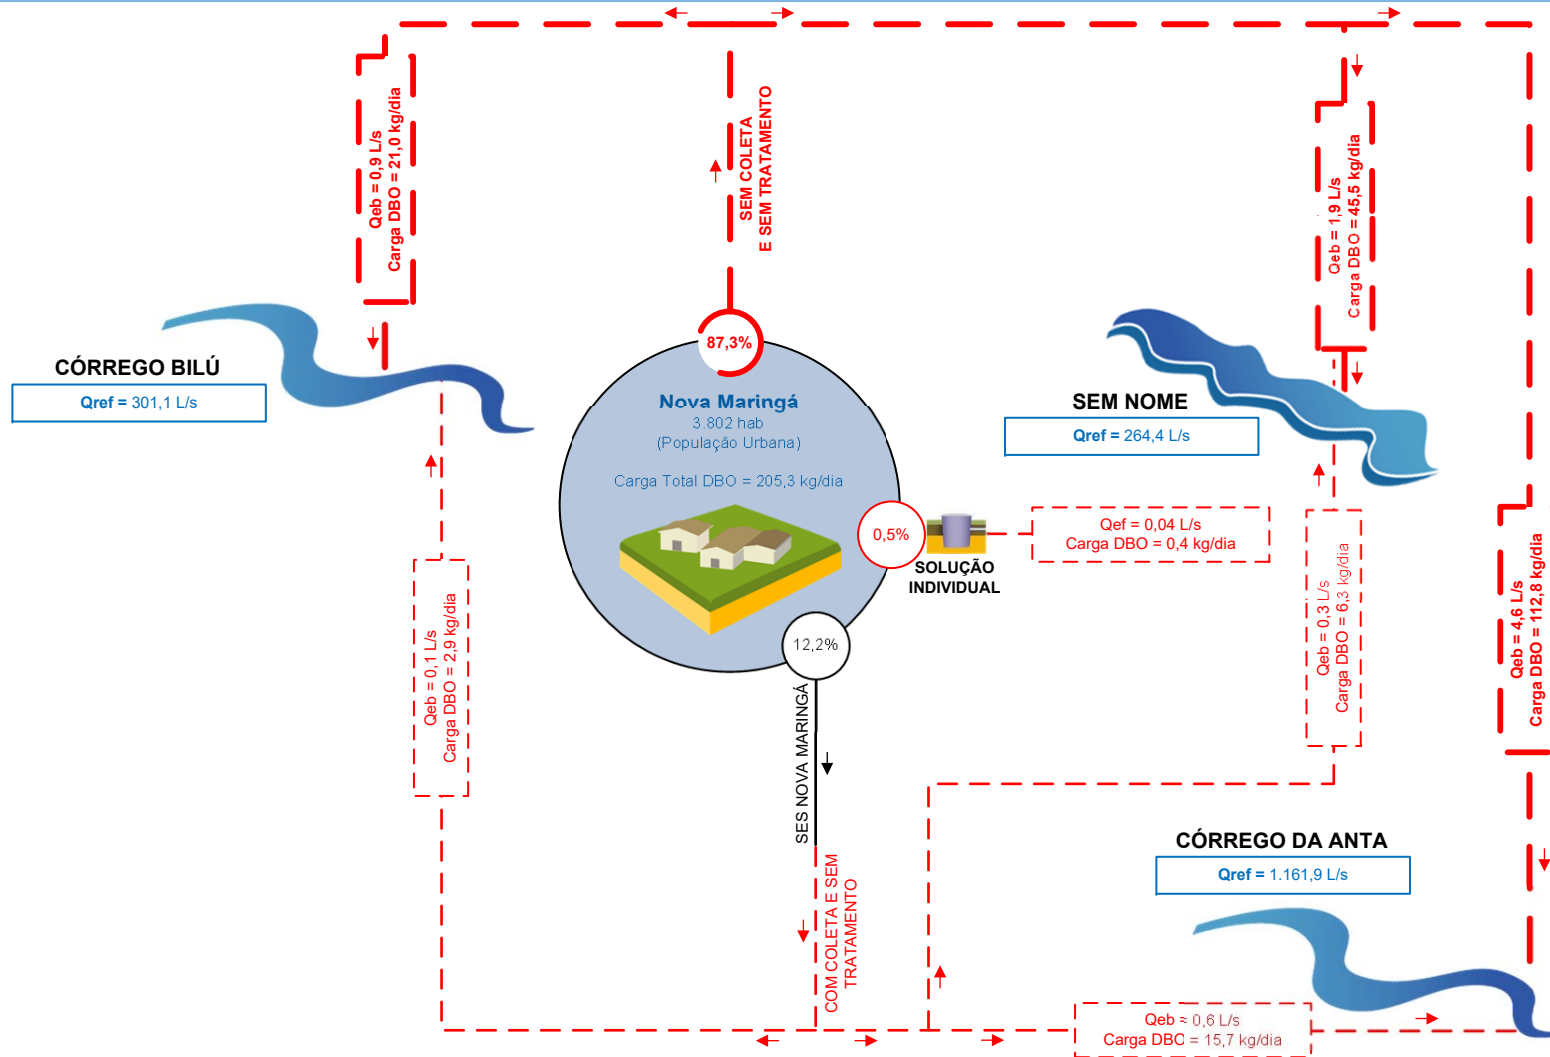 Qeb = 0,9 L/s
Carga DBO = 21,0 kg/dia
SEM COLETA
E SEM TRATAMENTO
Qeb = 1,9 L/s
Carga DBO = 45,5 kg/dia
CÓRREGO BILÚ
Qref = 301,1 L/s
87,3%
Nova Maringá
3.802 hab
(População Urbana)
Carga Total DBO = 205,3 kg/dia
SEM NOME
Qref = 264,4 L/s
0,5%
SOLUÇÃO
INDIVIDUAL
Qef = 0,04 L/s
Carga DBO = 0,4 kg/dia
12,2%
Qeb = 0,1 L/s
Carga DBO = 2,9 kg/dia
Qeb = 0,3 L/s
Carga DBO = 6,3 kg/dia
Qeb = 4,6 L/s
Carga DBO = 112,8 kg/dia
SES NOVA MARINGÁ
COM COLETA E SEM
TRATAMENTO
CÓRREGO DA ANTA
Qref = 1.161,9 L/s
Qeb = 0,6 L/s
Carga DBO = 15,7 kg/dia